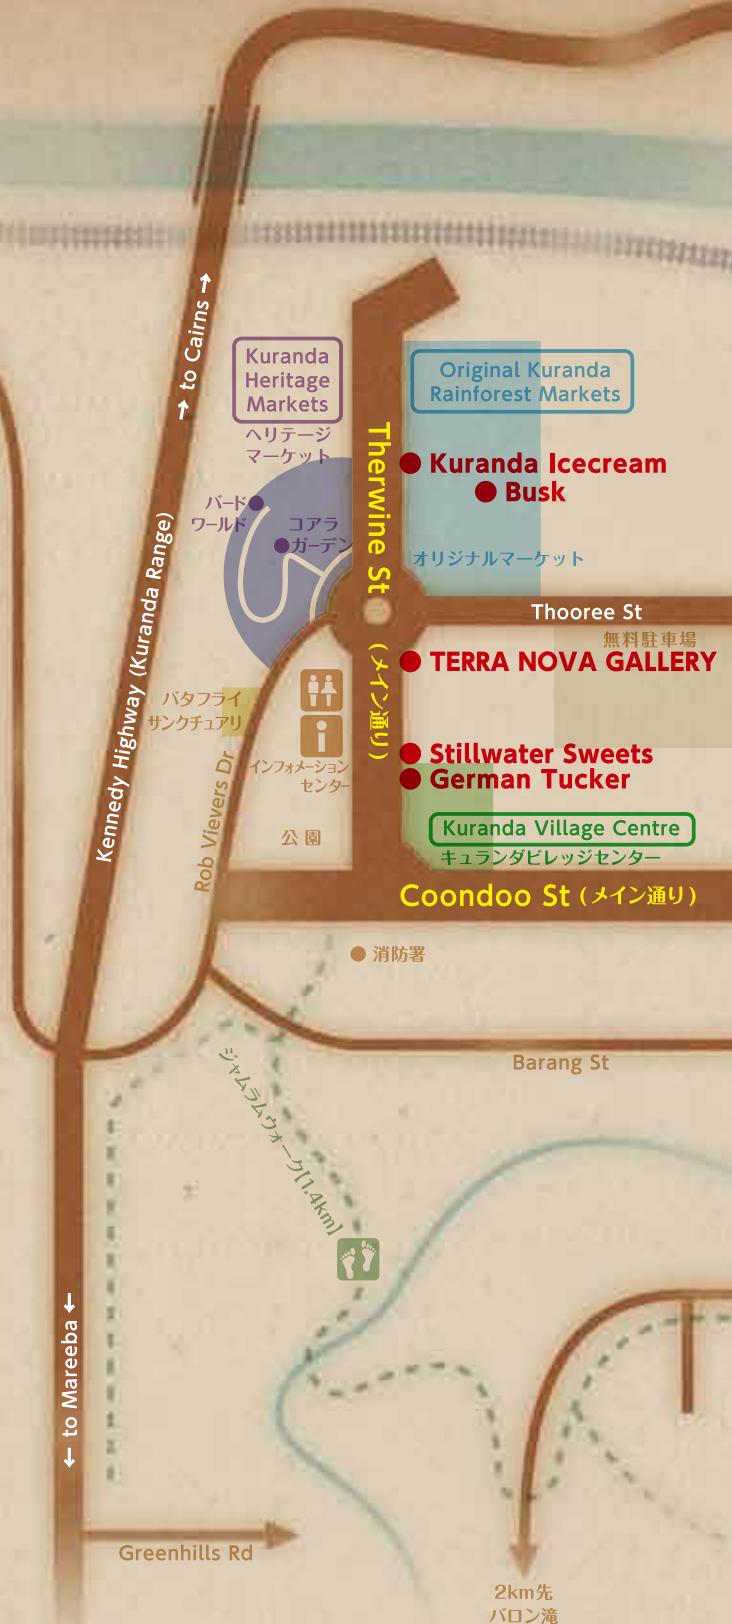 ← to Cairns →
Kuranda
Heritage
Markets
ヘリテージ
マーケット
Original Kuranda
Rainforest Markets
Kuranda Icecream
Busk
バード
ワールド
コアラ
ガーデン
オリジナルマーケット
Therwine St (メイン通り)
Thooree St
無料駐車場
TERRA NOVA GALLERY
Kennedy Highway (Kuranda Range)
バタフライ
サンクチュアリ
インフォメーション
センター
Stillwater Sweets
German Tucker
Rob Vievers Dr
公園
Kuranda Village Centre
キュランダビレッジセンター
Coondoo St (メイン通り)
消防署
Barang St
ジャムラムウォーク[1.4km]
← to Mareeba ←
Greenhills Rd
2km先
バロン滝